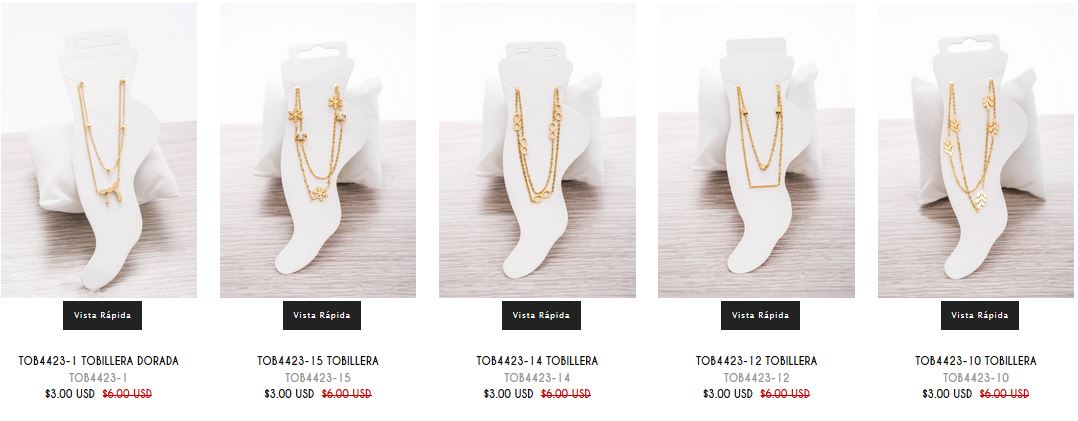 Vista Rápida
Vista Rápida
Vista Rápida
Vista Rápida
Vista Rápida
TOB4423-1 TOBILLERA DORADA
TOB4423-1
$3.00 USD $6.00 USD
TOB4423-15 TOBILLERA
TOB4423-15
$3.00 USD $6.00 USD
TOB4423-14 TOBILLERA
TOB4423-14
$3.00 USD $6.00 USD
TOB4423-12 TOBILLERA
TOB4423-12
$3.00 USD $6.00 USD
TOB4423-10 TOBILLERA
TOB4423-10
$3.00 USD $6.00 USD